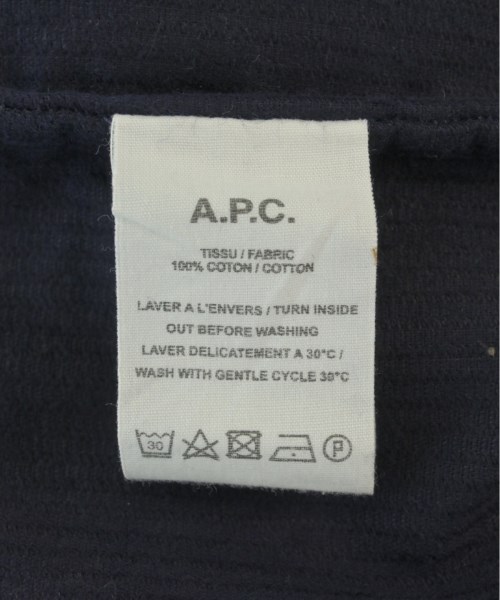 A.P.C.
TISSU / FABRIC
100% COTON / COTTON
LAVER A L'ENVERS / TURN INSIDE
OUT BEFORE WASHING
LAVER DELICATEMENT A 30°C /
WASH WITH GENTLE CYCLE 30°C
30 P